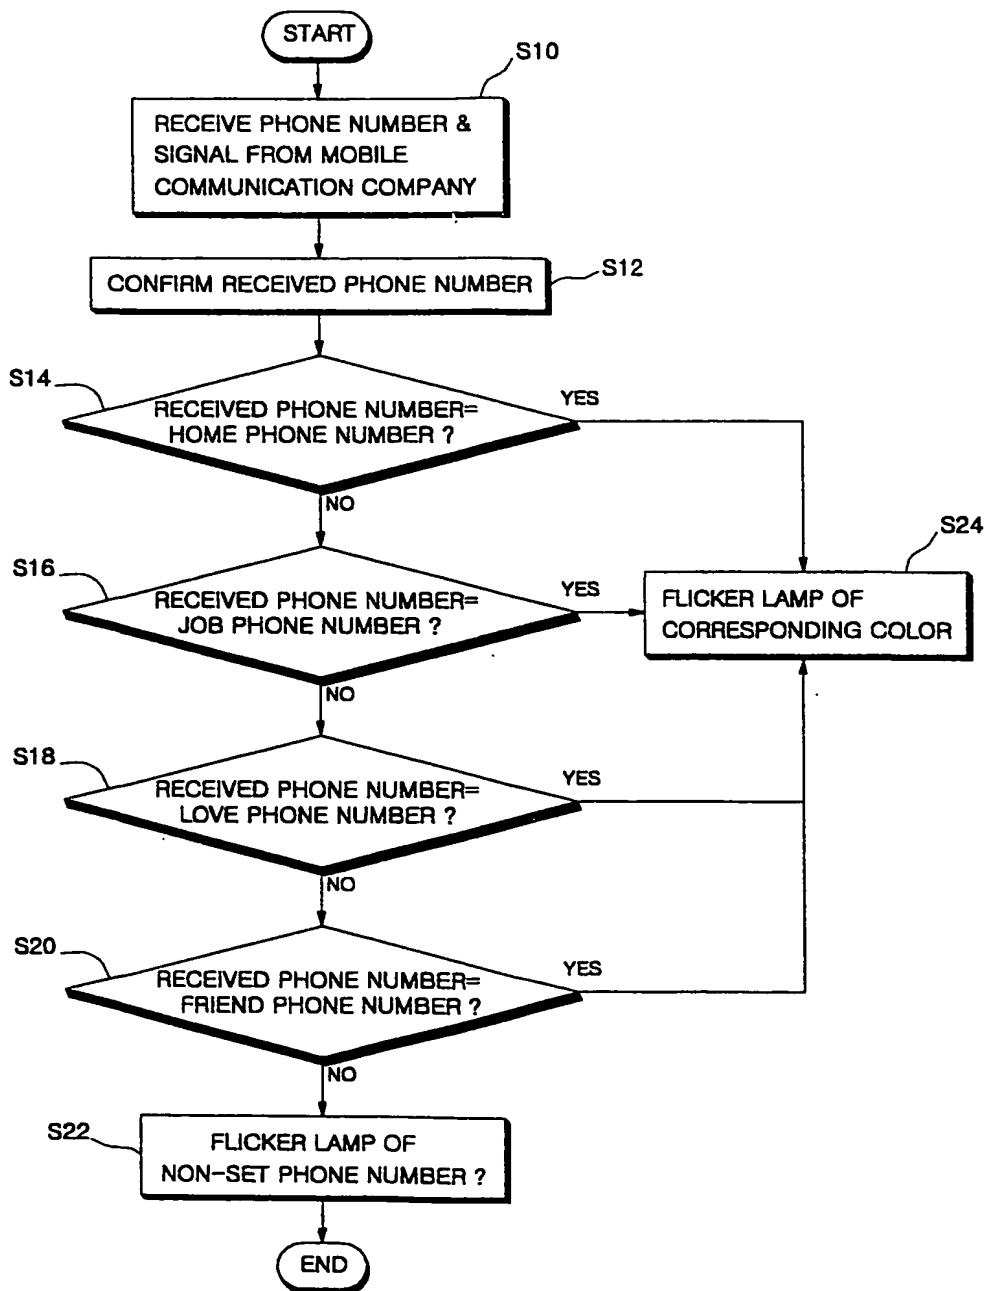 START
S10
RECEIVE PHONE NUMBER &
SIGNAL FROM MOBILE
COMMUNICATION COMPANY
S12
CONFIRM RECEIVED PHONE NUMBER
S14
RECEIVED PHONE NUMBER=
HOME PHONE NUMBER ?
YES
NO
S16
RECEIVED PHONE NUMBER=
JOB PHONE NUMBER ?
YES
S24
FLICKER LAMP OF
CORRESPONDING COLOR
NO
S18
RECEIVED PHONE NUMBER=
LOVE PHONE NUMBER ?
YES
NO
S20
RECEIVED PHONE NUMBER=
FRIEND PHONE NUMBER ?
YES
NO
S22
FLICKER LAMP OF
NON-SET PHONE NUMBER ?
END